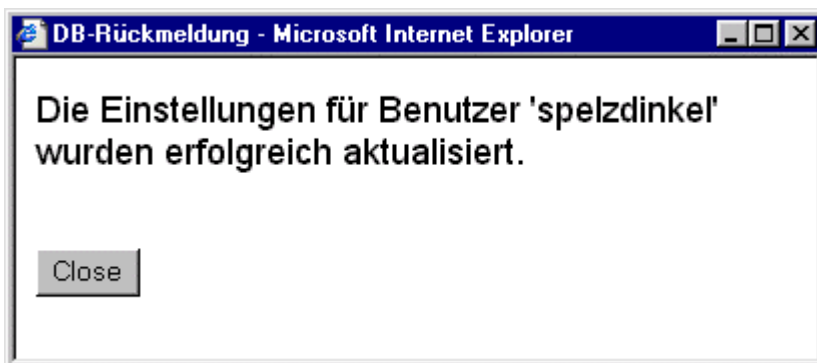 DB-Rückmeldung - Microsoft Internet Explorer
Die Einstellungen für Benutzer 'spelzdinkel'
wurden erfolgreich aktualisiert.
Close